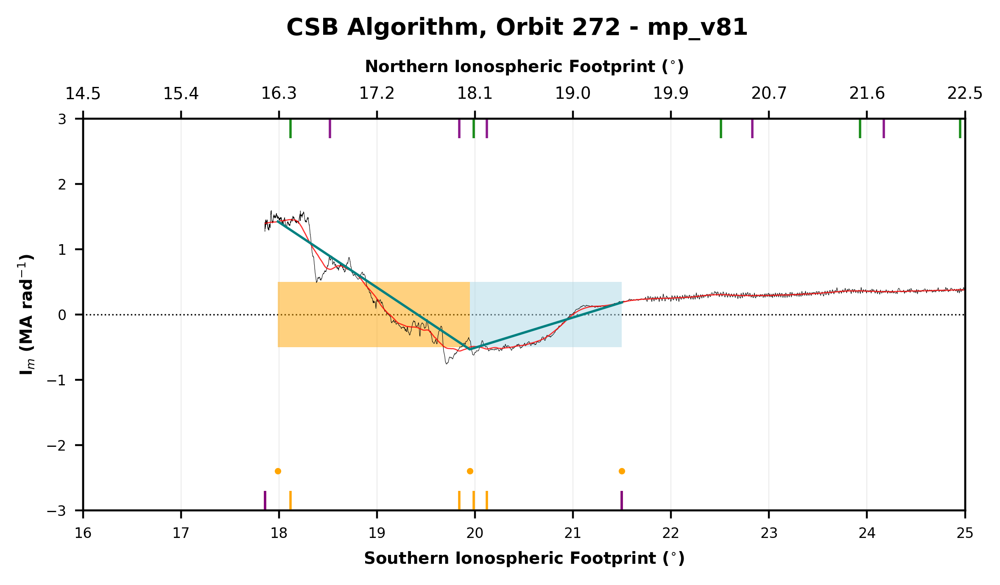 CSB Algorithm, Orbit 272 - mp_v81
Northern Ionospheric Footprint (°)
14.5 15.4 16.3 17.2 18.1 19.0 19.9 20.7 21.6 22.5
3
2
1
0
−1
−2
−3
I_m (MA rad⁻¹)
16 17 18 19 20 21 22 23 24 25
Southern Ionospheric Footprint (°)